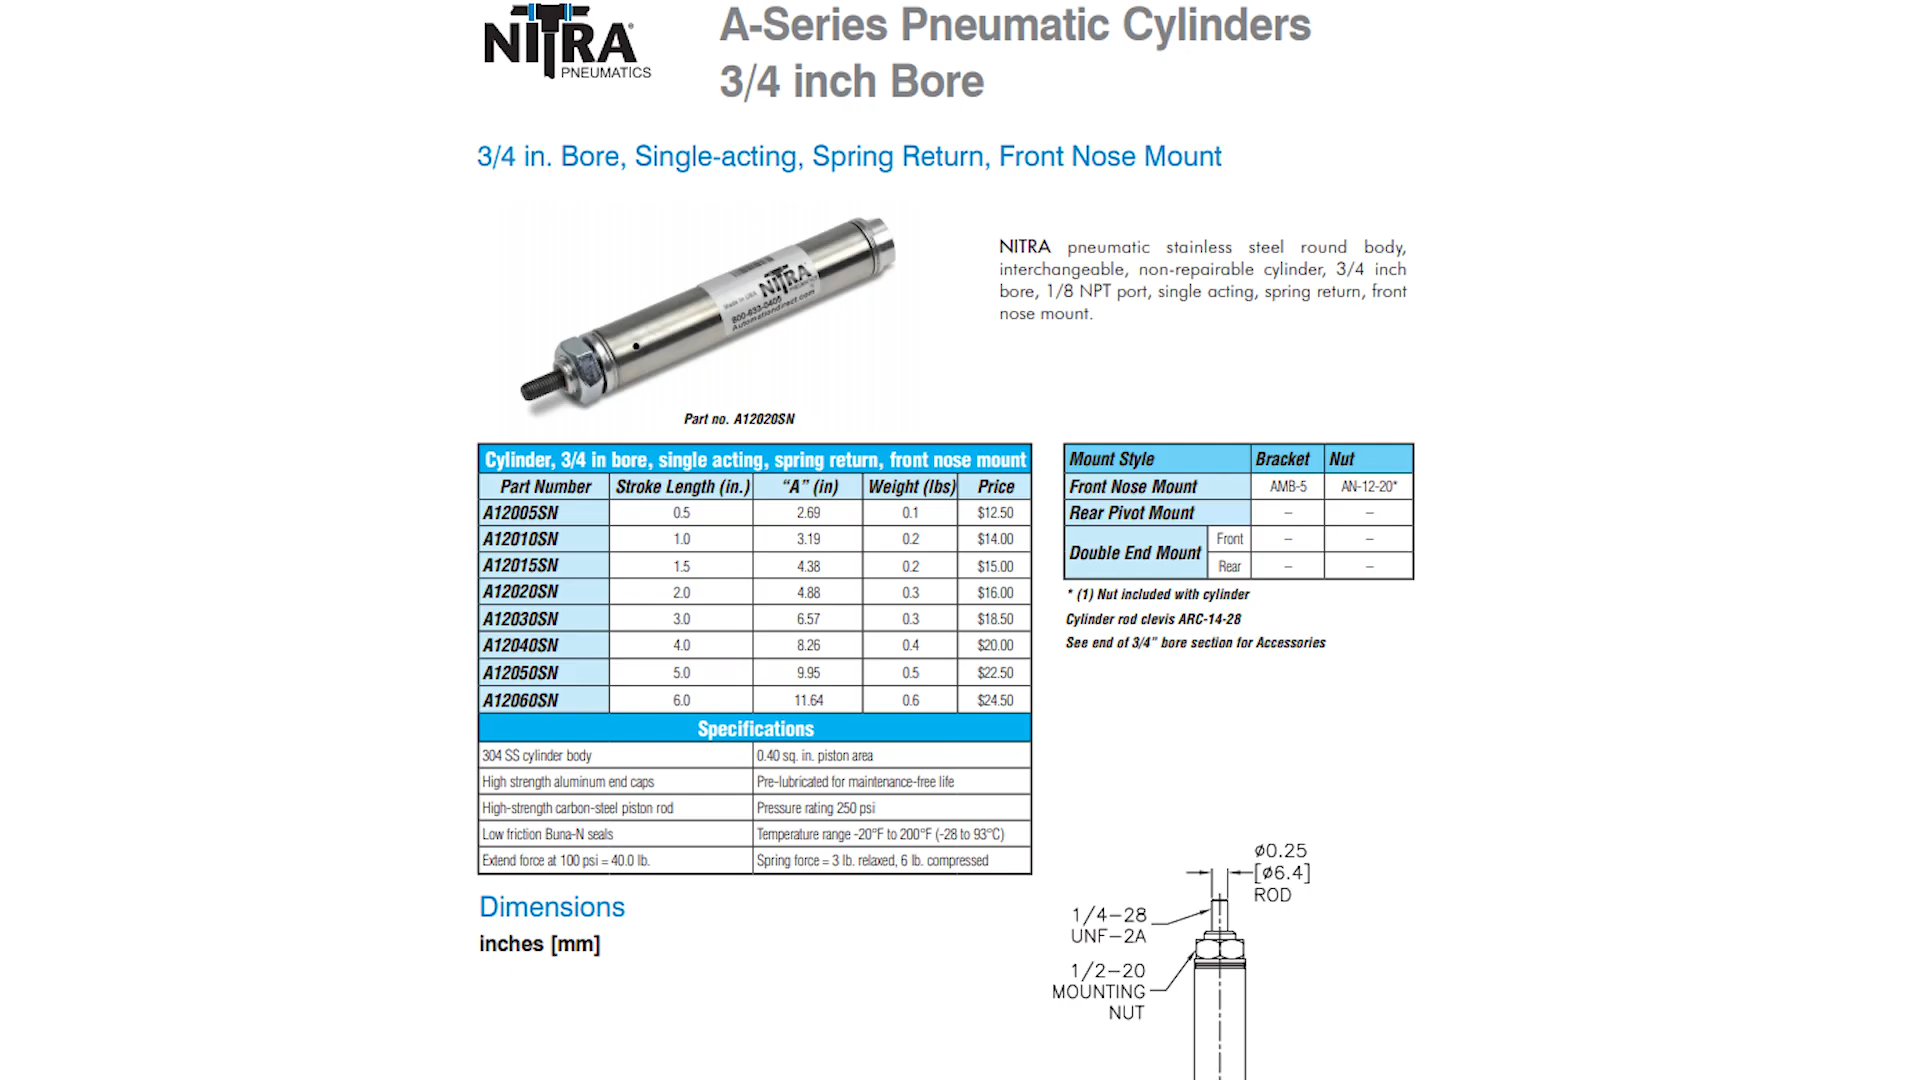 NITRA®
PNEUMATICS
A-Series Pneumatic Cylinders
3/4 inch Bore
3/4 in. Bore, Single-acting, Spring Return, Front Nose Mount
Made In USA
NITRA
PNEUMATICS
800-633-0405
Automationdirect.com
Part no. A12020SN
NITRA pneumatic stainless steel round body,
interchangeable, non-repairable cylinder, 3/4 inch
bore, 1/8 NPT port, single acting, spring return, front
nose mount.
Cylinder, 3/4 in bore, single acting, spring return, front nose mount
Part Number Stroke Length (in.) “A” (in) Weight (lbs) Price
A12005SN 0.5 2.69 0.1 $12.50
A12010SN 1.0 3.19 0.2 $14.00
A12015SN 1.5 4.38 0.2 $15.00
A12020SN 2.0 4.88 0.3 $16.00
A12030SN 3.0 6.57 0.3 $18.50
A12040SN 4.0 8.26 0.4 $20.00
A12050SN 5.0 9.95 0.5 $22.50
A12060SN 6.0 11.64 0.6 $24.50
Specifications
304 SS cylinder body 0.40 sq. in. piston area
High strength aluminum end caps Pre-lubricated for maintenance-free life
High-strength carbon-steel piston rod Pressure rating 250 psi
Low friction Buna-N seals Temperature range -20°F to 200°F (-28 to 93°C)
Extend force at 100 psi = 40.0 lb. Spring force = 3 lb. relaxed, 6 lb. compressed
Mount Style Bracket Nut
Front Nose Mount AMB-5 AN-12-20*
Rear Pivot Mount – –
Double End Mount Front – –
Rear – –
* (1) Nut included with cylinder
Cylinder rod clevis ARC-14-28
See end of 3/4" bore section for Accessories
Dimensions
inches [mm]
ø0.25
[ø6.4]
ROD
1/4-28
UNF-2A
1/2-20
MOUNTING
NUT